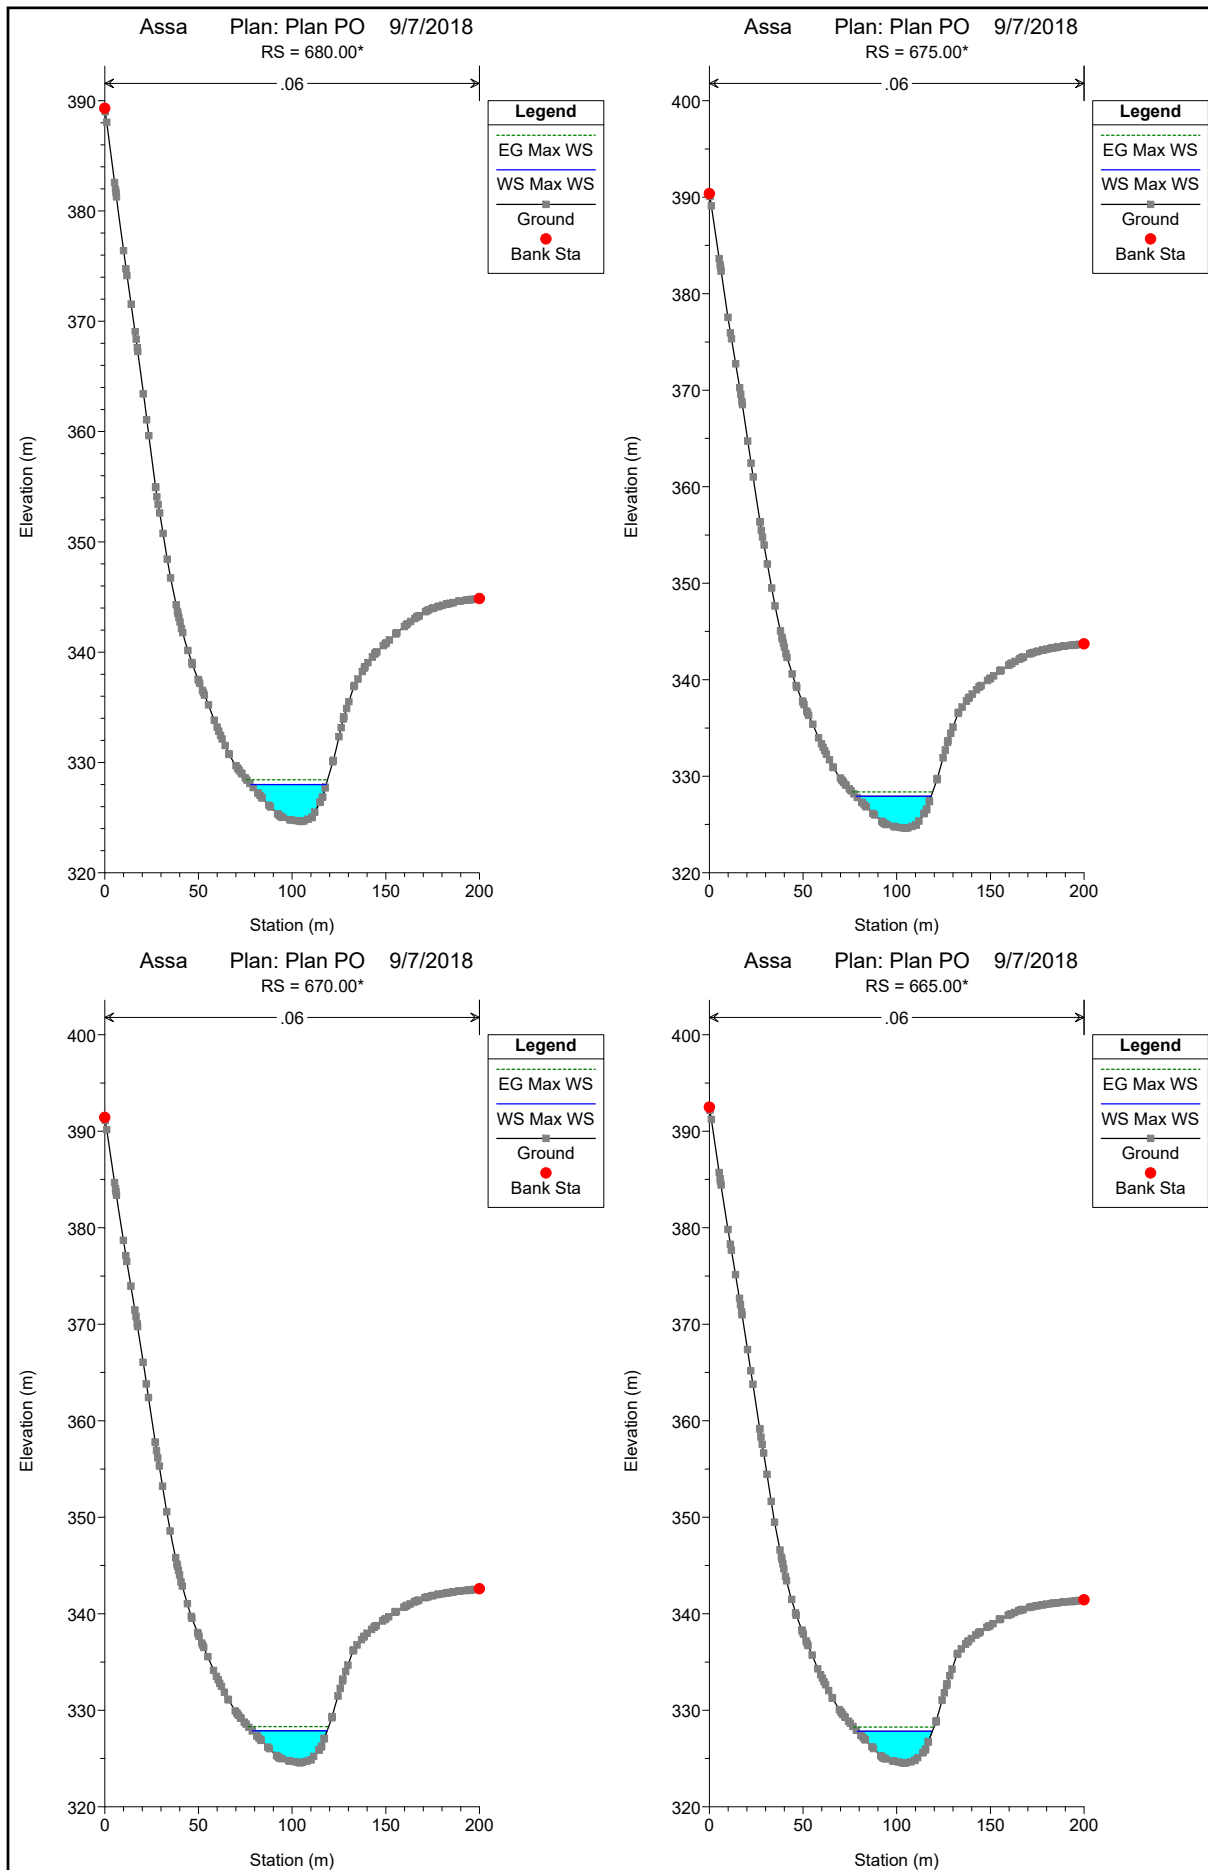 Assa Plan: Plan PO 9/7/2018
RS = 680.00*
.06
390
380
370
360
350
340
330
320
Elevation (m)
0 50 100 150 200
Station (m)
Legend
EG Max WS
WS Max WS
Ground
Bank Sta
Assa Plan: Plan PO 9/7/2018
RS = 675.00*
.06
400
390
380
370
360
350
340
330
320
Elevation (m)
0 50 100 150 200
Station (m)
Legend
EG Max WS
WS Max WS
Ground
Bank Sta
Assa Plan: Plan PO 9/7/2018
RS = 670.00*
.06
400
390
380
370
360
350
340
330
320
Elevation (m)
0 50 100 150 200
Station (m)
Legend
EG Max WS
WS Max WS
Ground
Bank Sta
Assa Plan: Plan PO 9/7/2018
RS = 665.00*
.06
400
390
380
370
360
350
340
330
320
Elevation (m)
0 50 100 150 200
Station (m)
Legend
EG Max WS
WS Max WS
Ground
Bank Sta